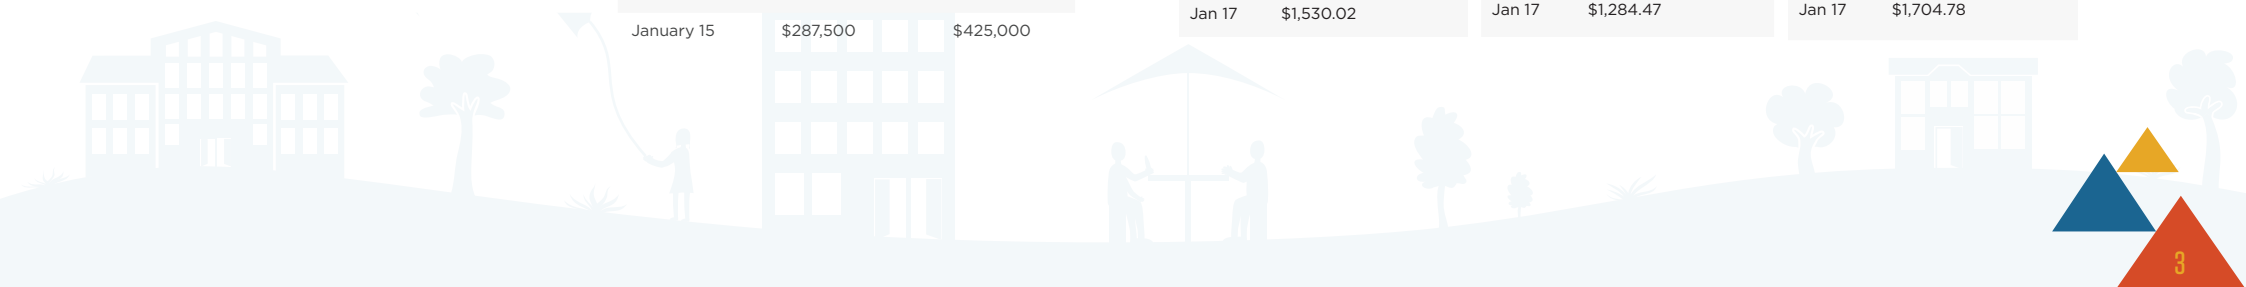 January 15 $287,500 $425,000
Jan 17 $1,530.02
Jan 17 $1,284.47
Jan 17 $1,704.78
3